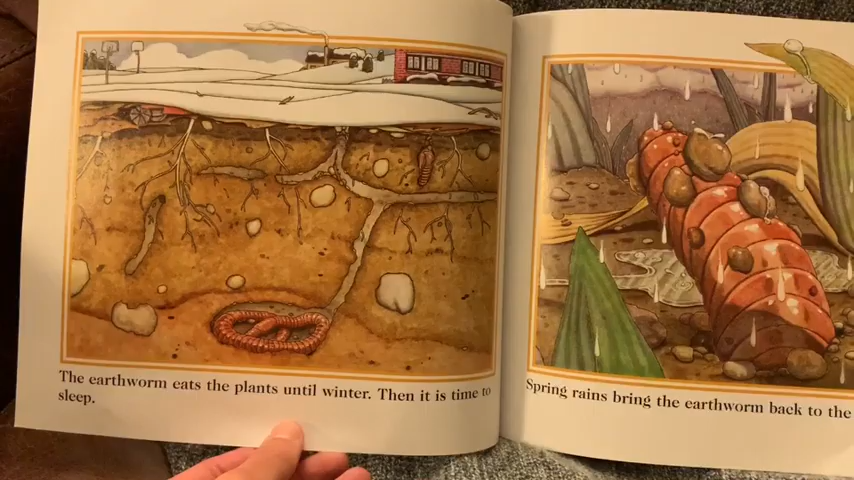 The earthworm eats the plants until winter. Then it is time to
sleep.
Spring rains bring the earthworm back to the